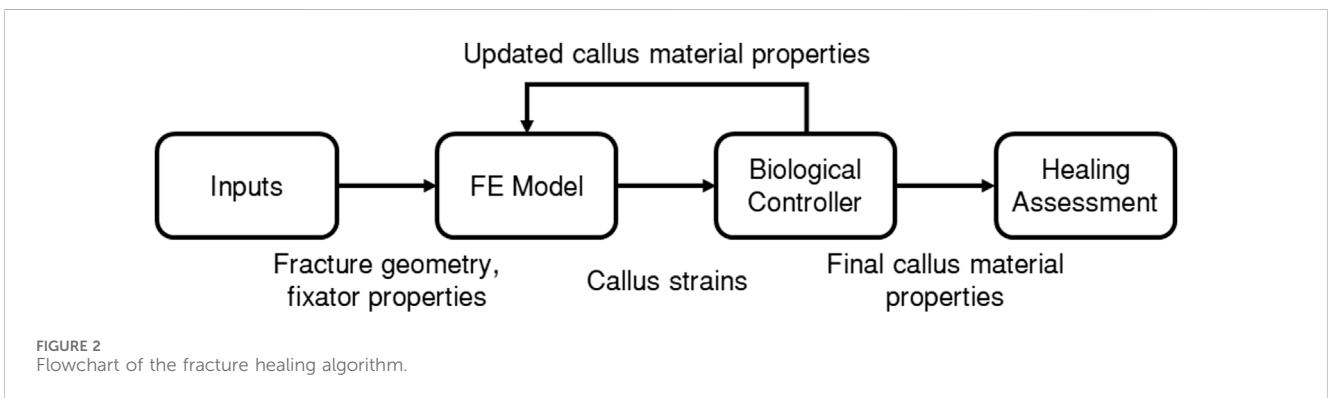 Updated callus material properties
Inputs
FE Model
Biological
Controller
Healing
Assessment
Fracture geometry,
fixator properties
Callus strains
Final callus material
properties
FIGURE 2
Flowchart of the fracture healing algorithm.